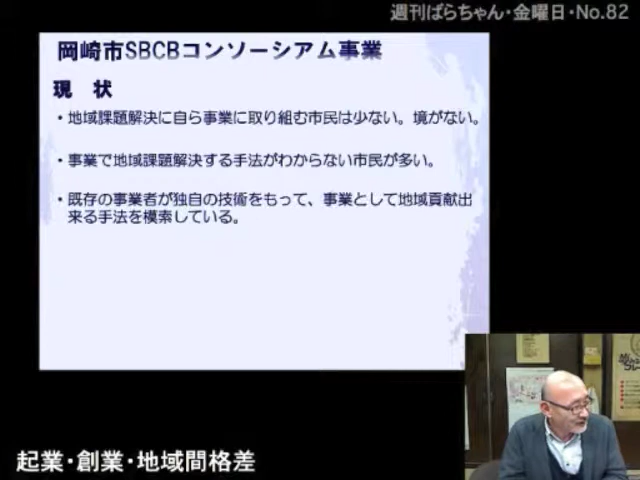 週刊ばらちゃん・金曜日・No.82
岡崎市SBCBコンソーシアム事業
現　状
・地域課題解決に自ら事業に取り組む市民は少ない。境がない。
・事業で地域課題解決する手法がわからない市民が多い。
・既存の事業者が独自の技術をもって、事業として地域貢献出
来る手法を模索している。
起業・創業・地域間格差